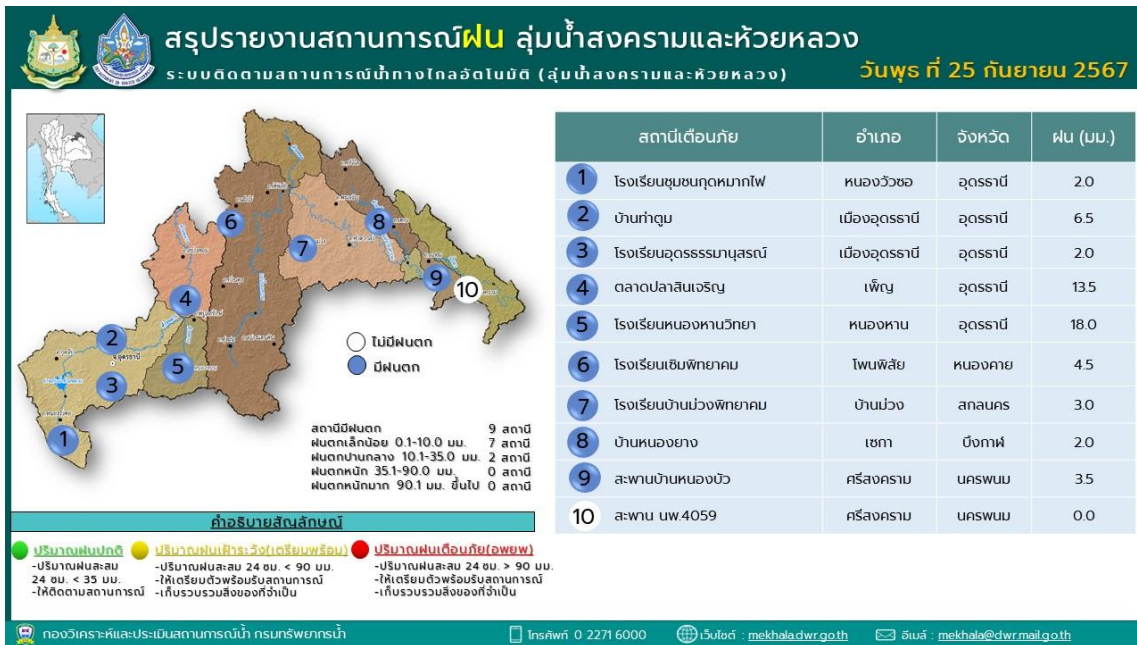 สรุปรายงานสถานการณ์ฝน ลุ่มน้ำสงครามและห้วยหลวง
ระบบติดตามสถานการณ์น้ำทางไกลอัตโนมัติ (ลุ่มน้ำสงครามและห้วยหลวง)
วันพุธ ที่ 25 กันยายน 2567
6
8
7
9
10
4
2
5
3
1
อ.อุดรธานี
ไม่มีฝนตก
มีฝนตก
สถานีมีฝนตก 9 สถานี
ฝนตกเล็กน้อย 0.1-10.0 มม. 7 สถานี
ฝนตกปานกลาง 10.1-35.0 มม. 2 สถานี
ฝนตกหนัก 35.1-90.0 มม. 0 สถานี
ฝนตกหนักมาก 90.1 มม. ขึ้นไป 0 สถานี
สถานีเตือนภัย อำเภอ จังหวัด ฝน (มม.)
1 โรงเรียนชุมชนกุดหมากไฟ หนองวัวซอ อุดรธานี 2.0
2 บ้านท่าตูม เมืองอุดรธานี อุดรธานี 6.5
3 โรงเรียนอุดรธรรมานุสรณ์ เมืองอุดรธานี อุดรธานี 2.0
4 ตลาดปลาสินเจริญ เพ็ญ อุดรธานี 13.5
5 โรงเรียนหนองหานวิทยา หนองหาน อุดรธานี 18.0
6 โรงเรียนเซิมพิทยาคม โพนพิสัย หนองคาย 4.5
7 โรงเรียนบ้านม่วงพิทยาคม บ้านม่วง สกลนคร 3.0
8 บ้านหนองยาง เซกา บึงกาฬ 2.0
9 สะพานบ้านหนองบัว ศรีสงคราม นครพนม 3.5
10 สะพาน นพ.4059 ศรีสงคราม นครพนม 0.0
คำอธิบายสัญลักษณ์
ปริมาณฝนปกติ
-ปริมาณฝนสะสม
24 ชม. < 35 มม.
-ให้ติดตามสถานการณ์
ปริมาณฝนเฝ้าระวัง(เตรียมพร้อม)
-ปริมาณฝนสะสม 24 ชม. < 90 มม.
-ให้เตรียมตัวพร้อมรับสถานการณ์
-เก็บรวบรวมสิ่งของที่จำเป็น
ปริมาณฝนเตือนภัย(อพยพ)
-ปริมาณฝนสะสม 24 ชม. > 90 มม.
-ให้เตรียมตัวพร้อมรับสถานการณ์
-เก็บรวบรวมสิ่งของที่จำเป็น
กองวิเคราะห์และประเมินสถานการณ์น้ำ กรมทรัพยากรน้ำ
โทรศัพท์ 0 2271 6000
เว็บไซต์ : mekhala.dwr.go.th
อีเมล์ : mekhala@dwr.mail.go.th